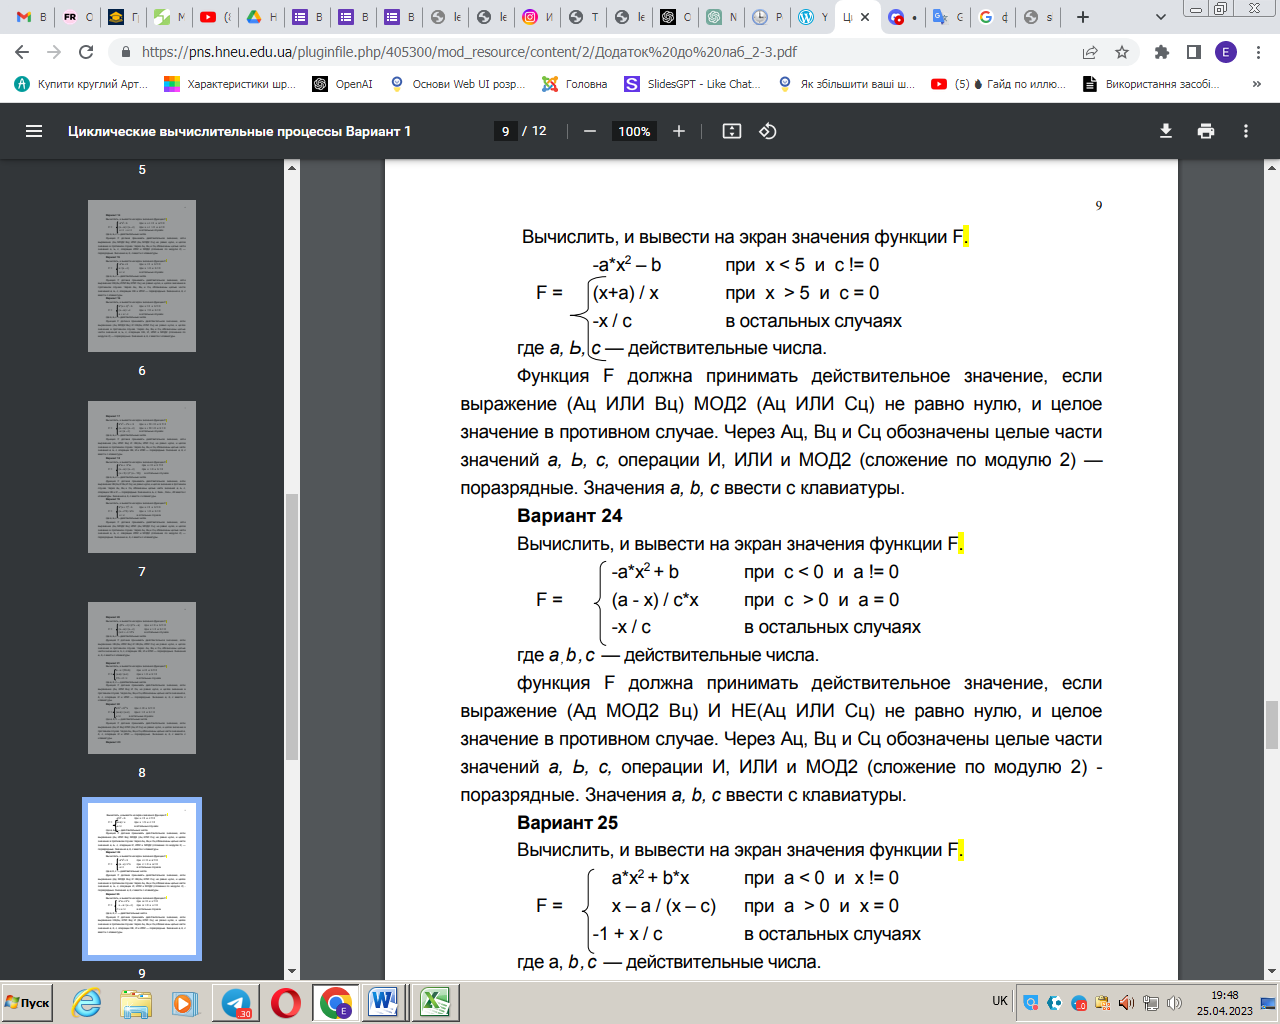 https://pns.hneu.edu.ua/pluginfile.php/405300/mod_resource/content/2/Додаток%20до%20лаб_2-3.pdf
E
Купити круглий Арт...
Характеристики шр...
OpenAI
Основи Web UI розр...
Головна
SlidesGPT - Like Chat...
Як збільшити ваші ш...
(5) Гайд по иллю...
Використання засобі...
»
Циклические вычислительные процессы Вариант 1
9 / 12
100%
5
6
7
8
9
9
Вычислить, и вывести на экран значения функции F.
-a*x² – b при x < 5 и c != 0
F = (x+a) / x при x > 5 и c = 0
-x / c в остальных случаях
где a, Ь, c — действительные числа.
Функция F должна принимать действительное значение, если
выражение (Ац ИЛИ Вц) МОД2 (Ац ИЛИ Сц) не равно нулю, и целое
значение в противном случае. Через Ац, Вц и Сц обозначены целые части
значений а, Ь, с, операции И, ИЛИ и МОД2 (сложение по модулю 2) —
поразрядные. Значения a, b, c ввести с клавиатуры.
Вариант 24
Вычислить, и вывести на экран значения функции F.
-a*x² + b при c < 0 и a != 0
F = (a - x) / c*x при c > 0 и a = 0
-x / c в остальных случаях
где a,b,c — действительные числа.
функция F должна принимать действительное значение, если
выражение (Ад МОД2 Вц) И НЕ(Ац ИЛИ Сц) не равно нулю, и целое
значение в противном случае. Через Ац, Вц и Сц обозначены целые части
значений а, Ь, с, операции И, ИЛИ и МОД2 (сложение по модулю 2) -
поразрядные. Значения a, b, c ввести с клавиатуры.
Вариант 25
Вычислить, и вывести на экран значения функции F.
a*x² + b*x при a < 0 и x != 0
F = x – a / (x – c) при a > 0 и x = 0
-1 + x / c в остальных случаях
где a, b,c — действительные числа.
Пуск
.30
UK
19:48
25.04.2023